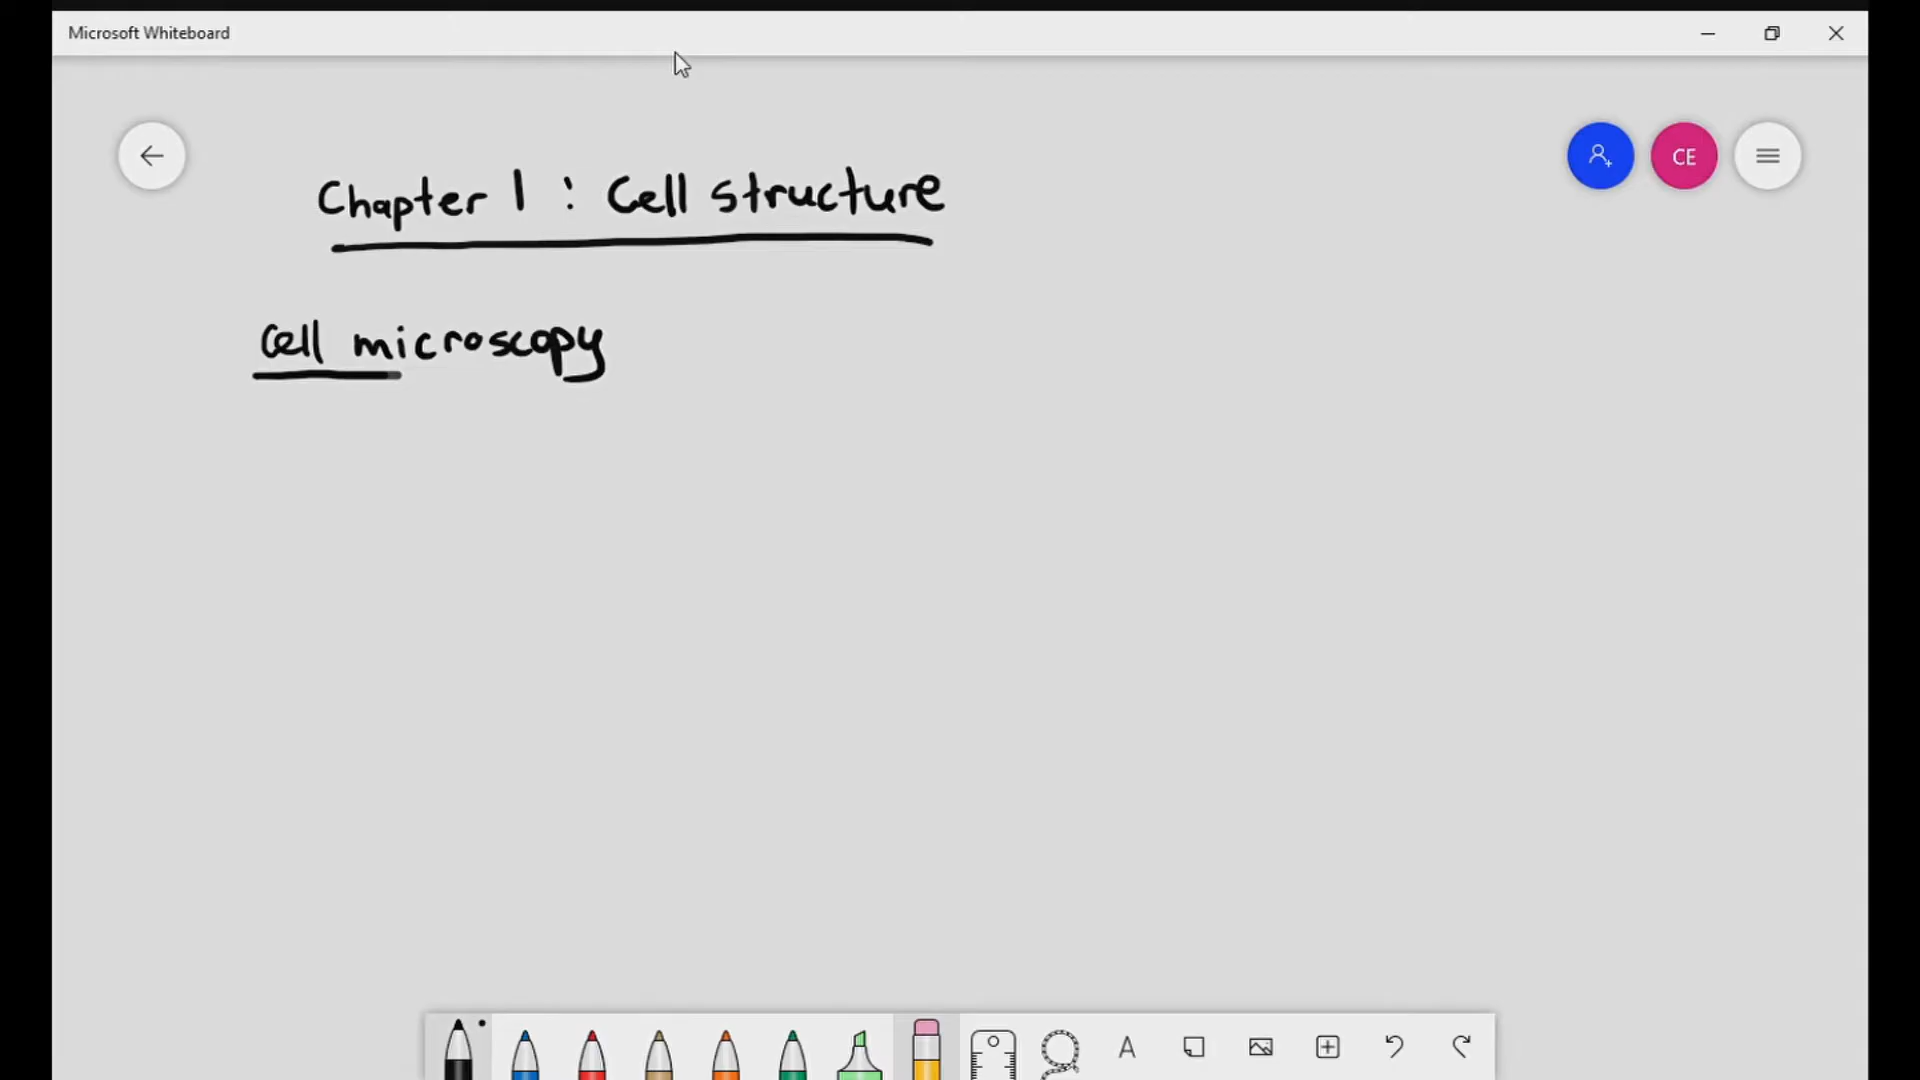 Microsoft Whiteboard
CE
Chapter 1 : Cell structure
Cell microscopy
A